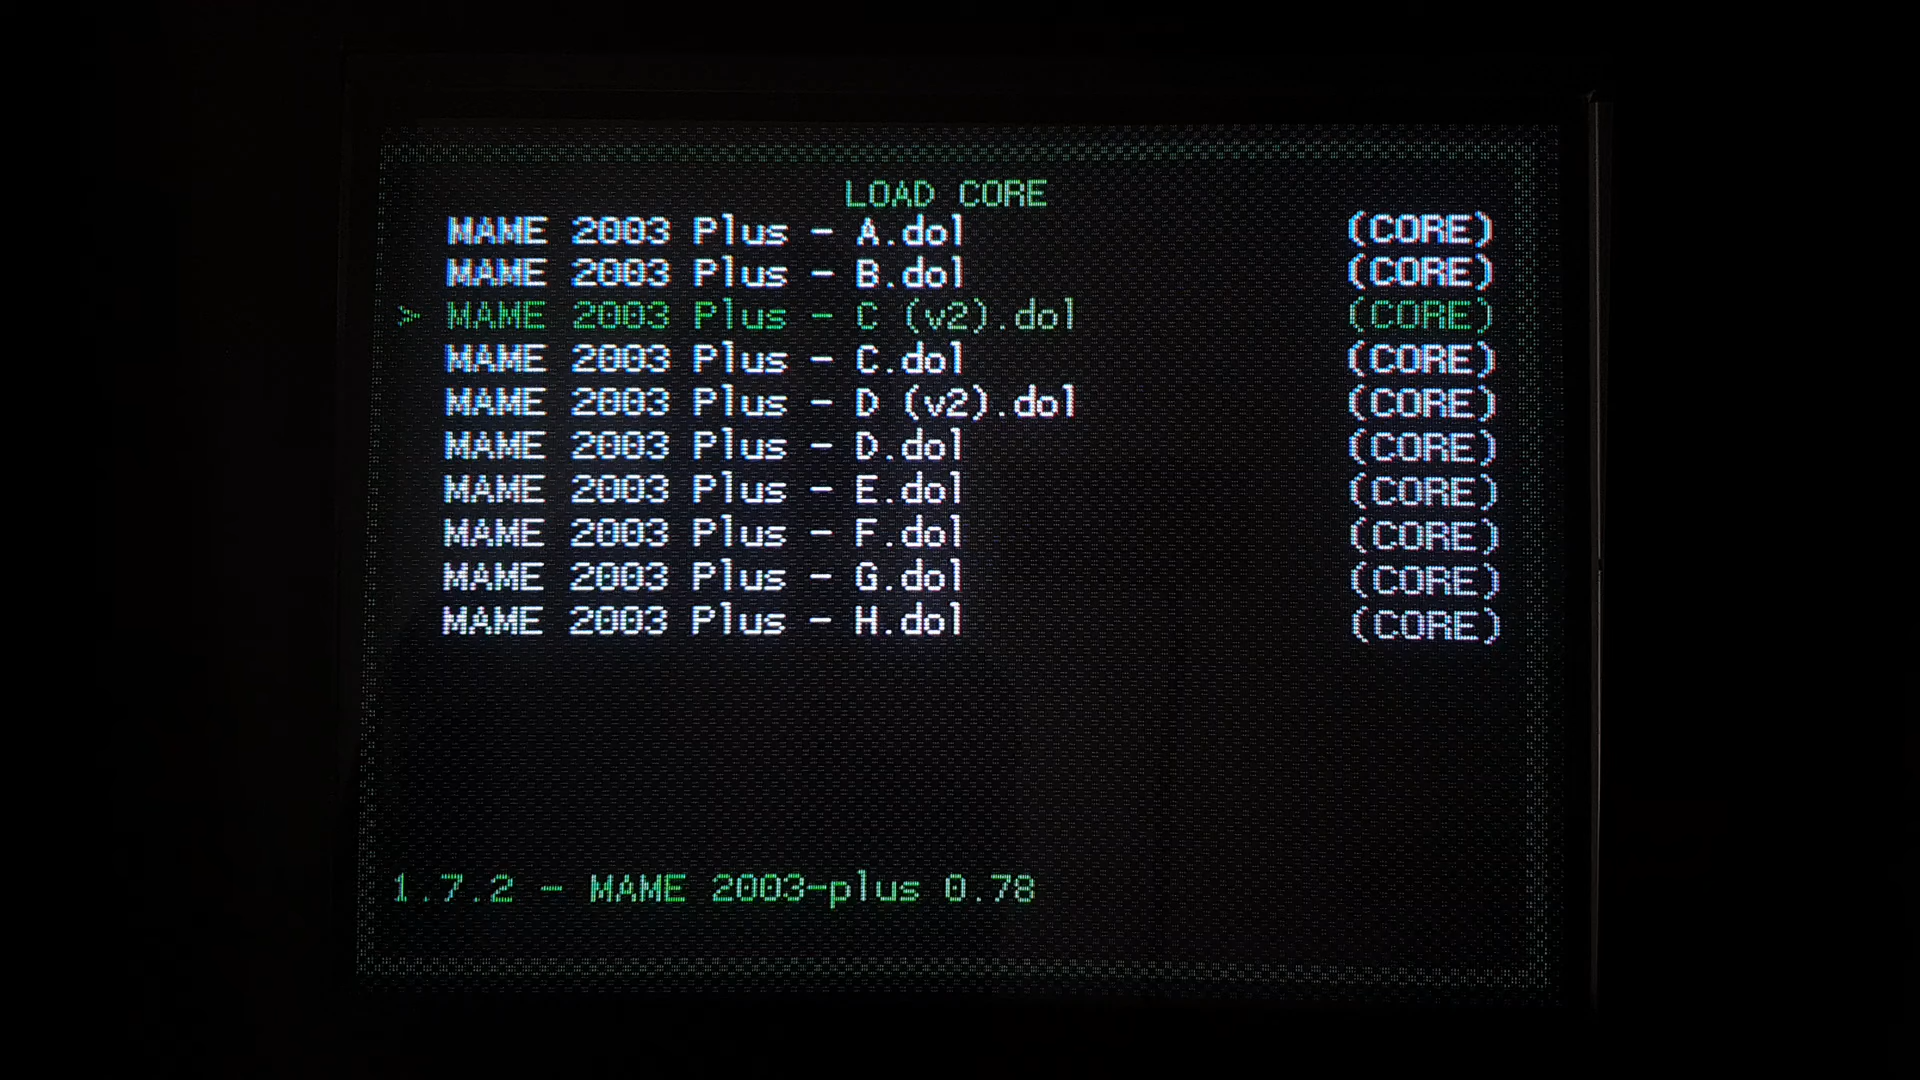 LOAD CORE
MAME 2003 Plus - A.dol (CORE)
MAME 2003 Plus - B.dol (CORE)
> MAME 2003 Plus - C (v2).dol (CORE)
MAME 2003 Plus - C.dol (CORE)
MAME 2003 Plus - D (v2).dol (CORE)
MAME 2003 Plus - D.dol (CORE)
MAME 2003 Plus - E.dol (CORE)
MAME 2003 Plus - F.dol (CORE)
MAME 2003 Plus - G.dol (CORE)
MAME 2003 Plus - H.dol (CORE)
1.7.2 - MAME 2003-plus 0.78